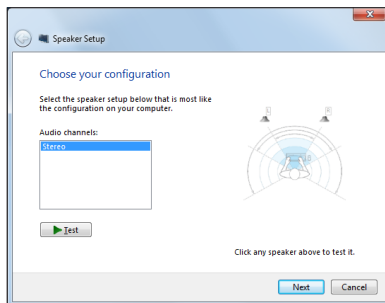 Speaker Setup
Choose your configuration
Select the speaker setup below that is most like
the configuration on your computer.
Audio channels:
Stereo
Test
L R
Click any speaker above to test it.
Next Cancel